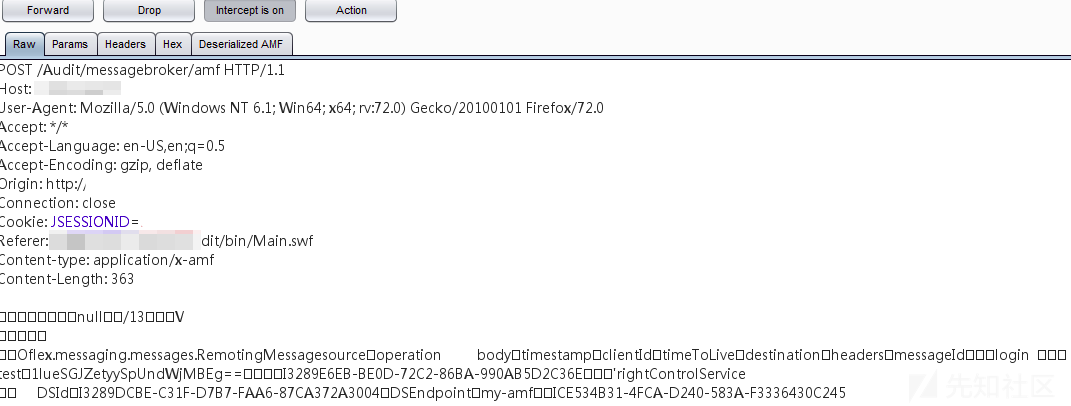 Forward Drop Intercept is on Action
Raw Params Headers Hex Deserialized AMF
POST /Audit/messagebroker/amf HTTP/1.1
Host:
User-Agent: Mozilla/5.0 (Windows NT 6.1; Win64; x64; rv:72.0) Gecko/20100101 Firefox/72.0
Accept: */*
Accept-Language: en-US,en;q=0.5
Accept-Encoding: gzip, deflate
Origin: http:/
Connection: close
Cookie: JSESSIONID=
Referer: dit/bin/Main.swf
Content-type: application/x-amf
Content-Length: 363
□□□□□□□□null□□/13□□□V
□□□□□
□□Oflex.messaging.messages.RemotingMessagesource□operation body□timestamp□clientId□timeToLive□destination□headers□messageId□□□login □□□
test□1lueSGJZetyySpUndWjMBEg==□□□□I3289E6EB-BE0D-72C2-86BA-990AB5D2C36E□□□'rightControlService
□□ DSId□I3289DCBE-C31F-D7B7-FAA6-87CA372A3004□DSEndpoint□my-amf□□ICE534B31-4FCA-D240-583A-F3336430C245
先知社区